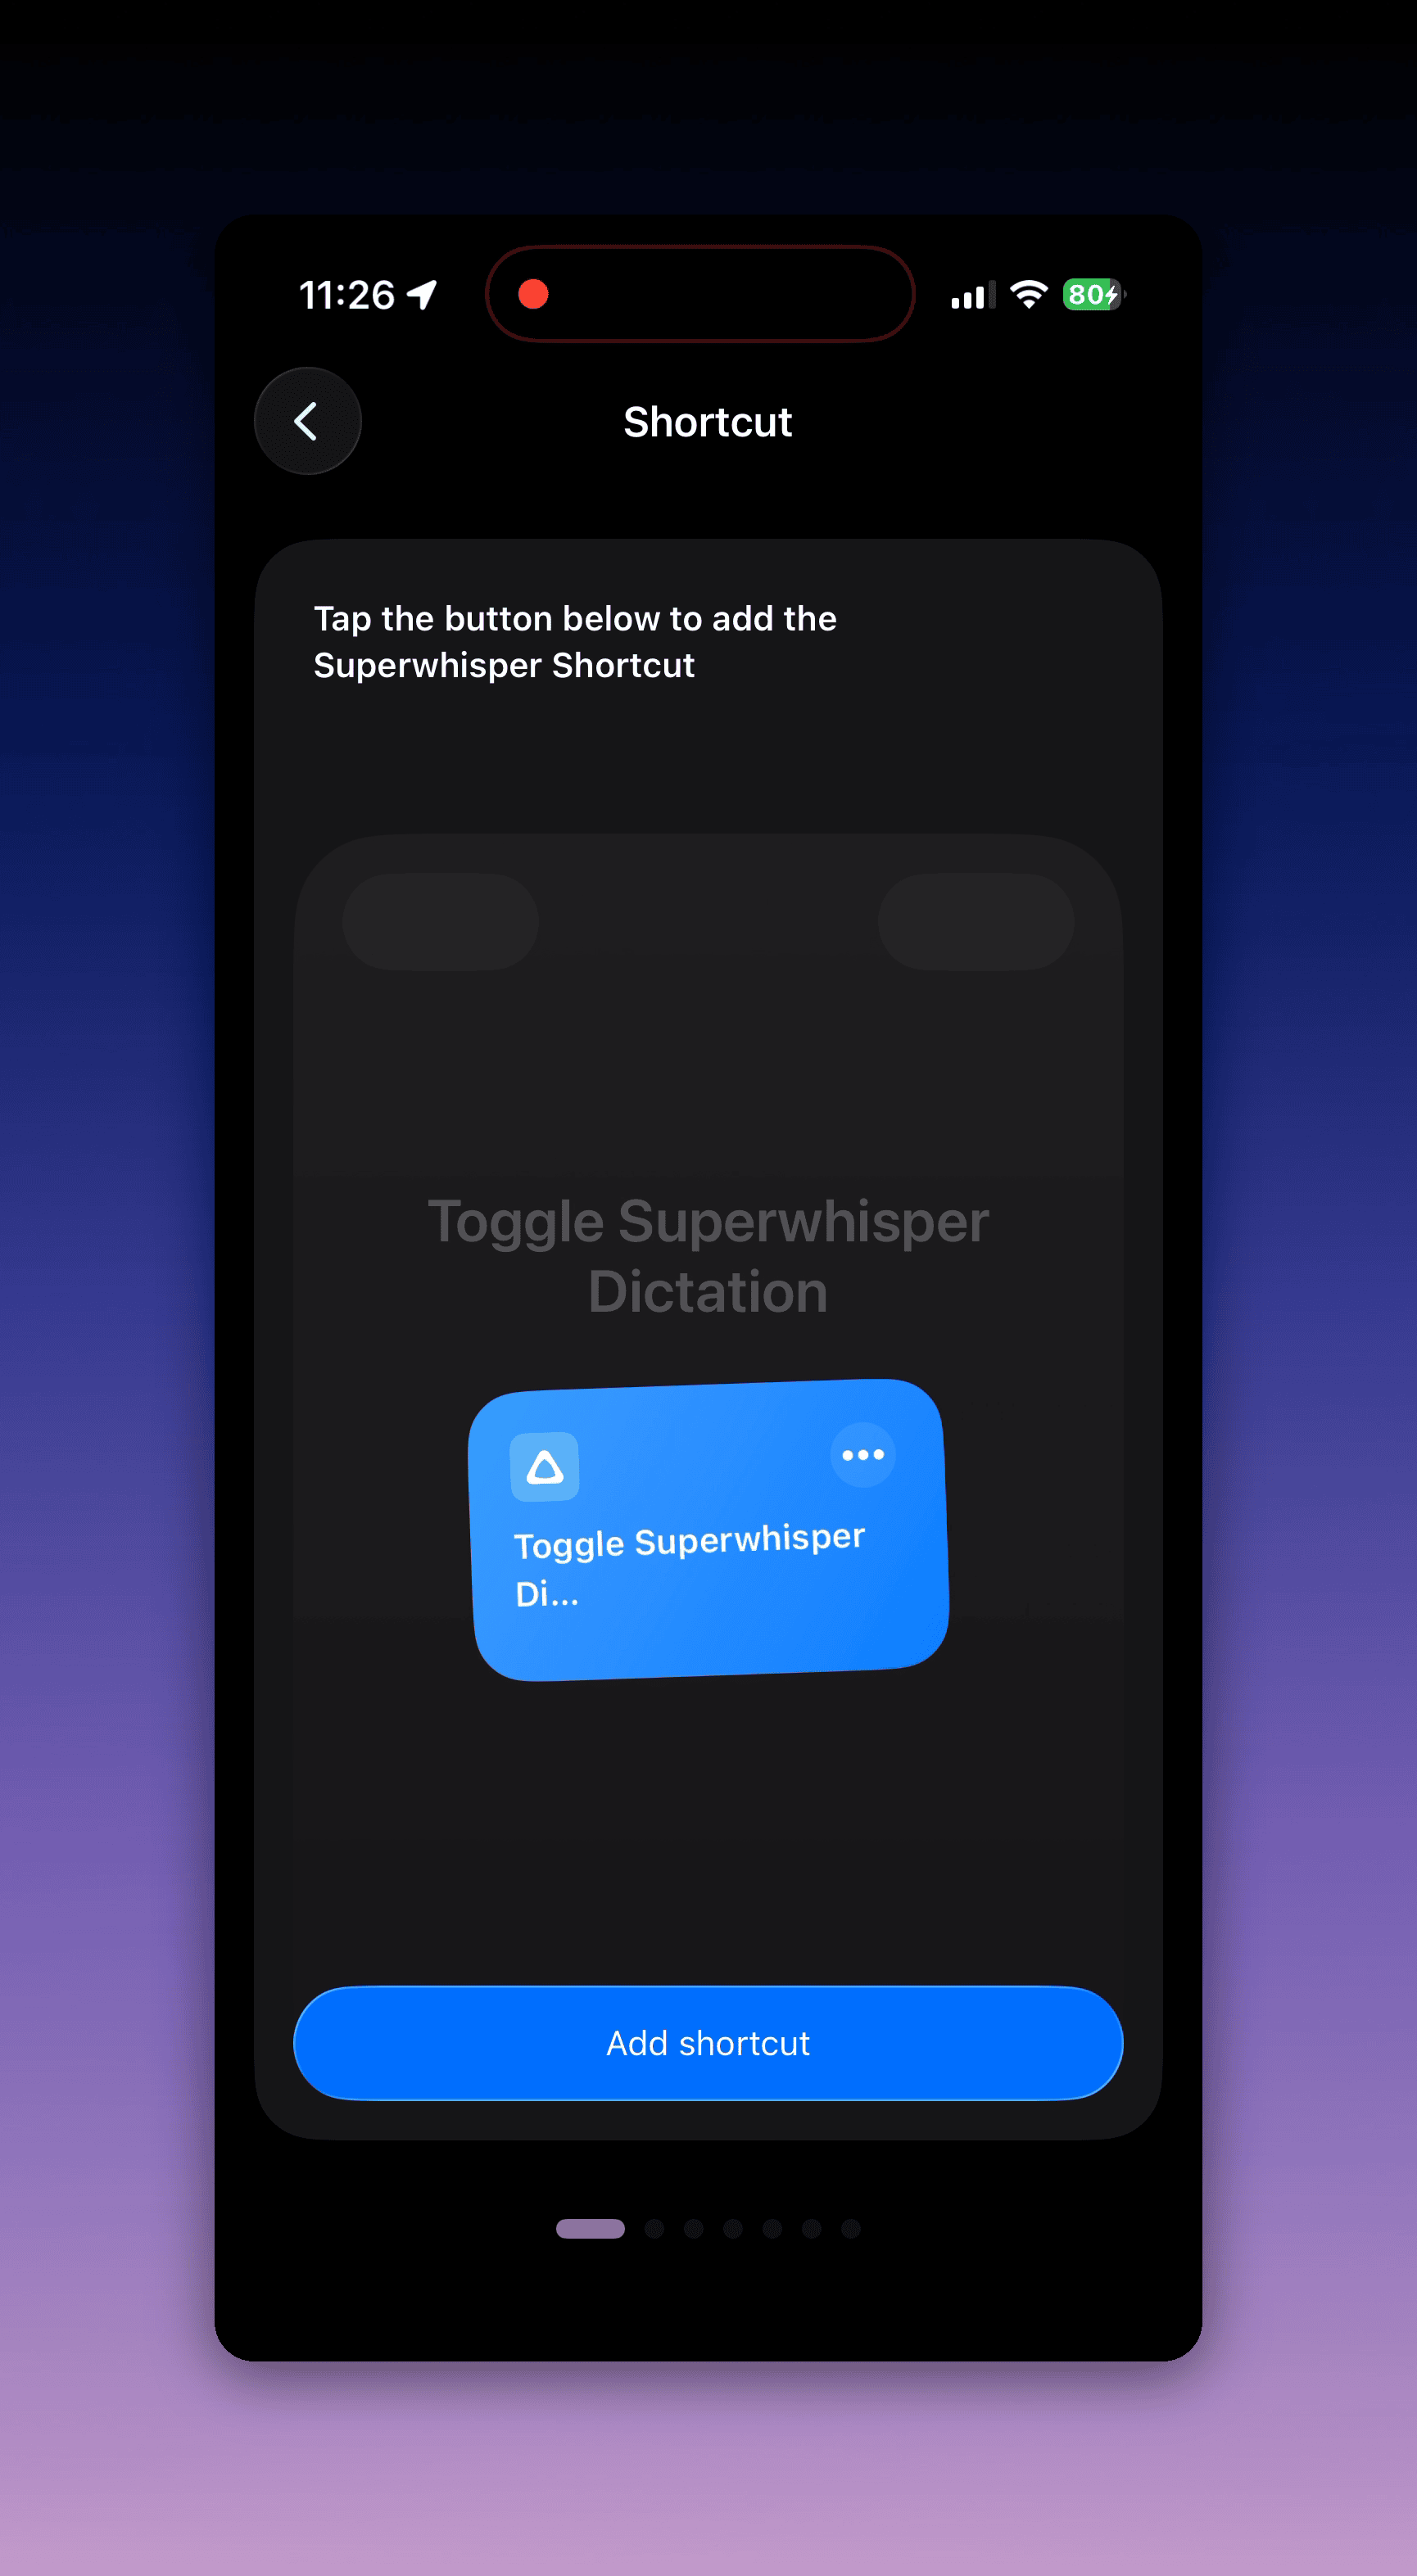 11:26
80
Shortcut
Tap the button below to add the
Superwhisper Shortcut
Toggle Superwhisper
Dictation
Toggle Superwhisper
Di...
Add shortcut